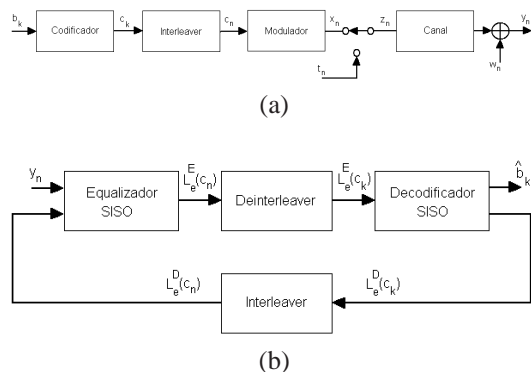 b_k Codificador c_k Interleaver c_n Modulador x_n z_n Canal y_n
t_n w_n
(a)
y_n Equalizador SISO L_e^E(c_n) Deinterleaver L_e^E(c_k) Decodificador SISO b̂_k
L_e^D(c_n) Interleaver L_e^D(c_k)
(b)